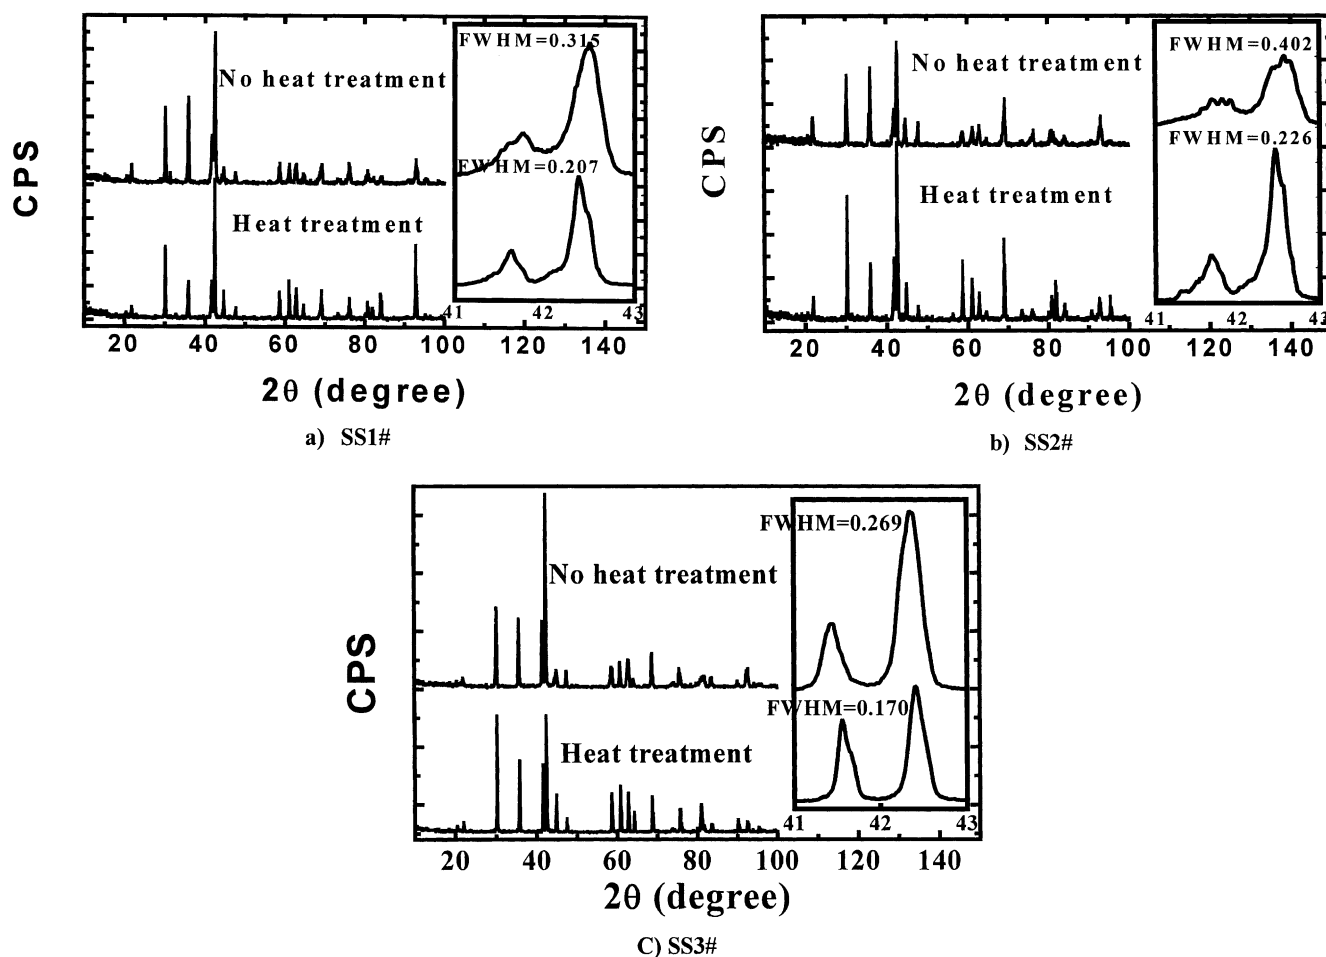 CPS
FWHM=0.315
No heat treatment
FWHM=0.207
Heat treatment
41 42 43
20 40 60 80 100 120 140
2θ (degree)
a) SS1#
CPS
FWHM=0.402
No heat treatment
FWHM=0.226
Heat treatment
41 42 43
20 40 60 80 100 120 140
2θ (degree)
b) SS2#
CPS
FWHM=0.269
No heat treatment
FWHM=0.170
Heat treatment
41 42 43
20 40 60 80 100 120 140
2θ (degree)
C) SS3#